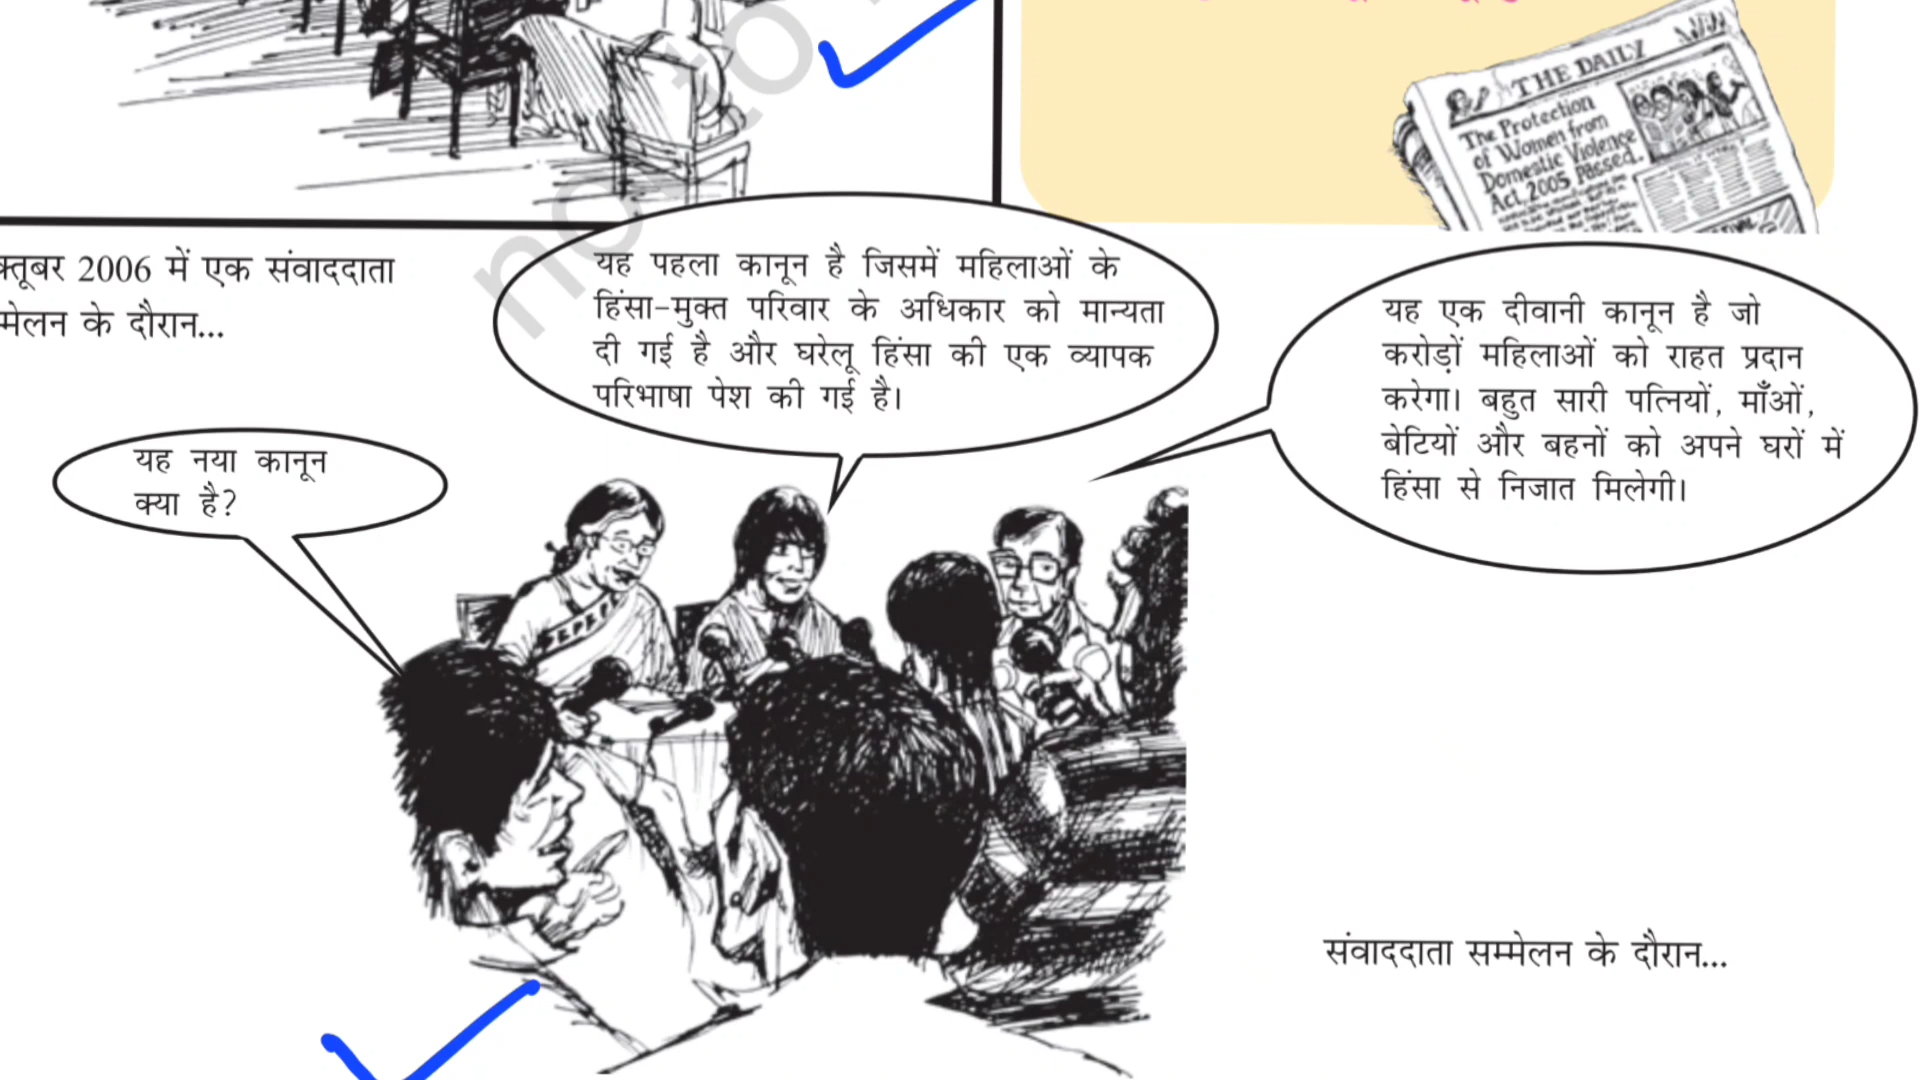 not to
THE DAILY
The Protection
of Women from
Domestic Violence
Act, 2005 Passed.
क्तूबर 2006 में एक संवाददाता
मेलन के दौरान...
यह पहला कानून है जिसमें महिलाओं के
हिंसा-मुक्त परिवार के अधिकार को मान्यता
दी गई है और घरेलू हिंसा की एक व्यापक
परिभाषा पेश की गई है।
यह एक दीवानी कानून है जो
करोड़ों महिलाओं को राहत प्रदान
करेगा। बहुत सारी पत्नियों, माँओं,
बेटियों और बहनों को अपने घरों में
हिंसा से निजात मिलेगी।
यह नया कानून
क्या है?
संवाददाता सम्मेलन के दौरान...